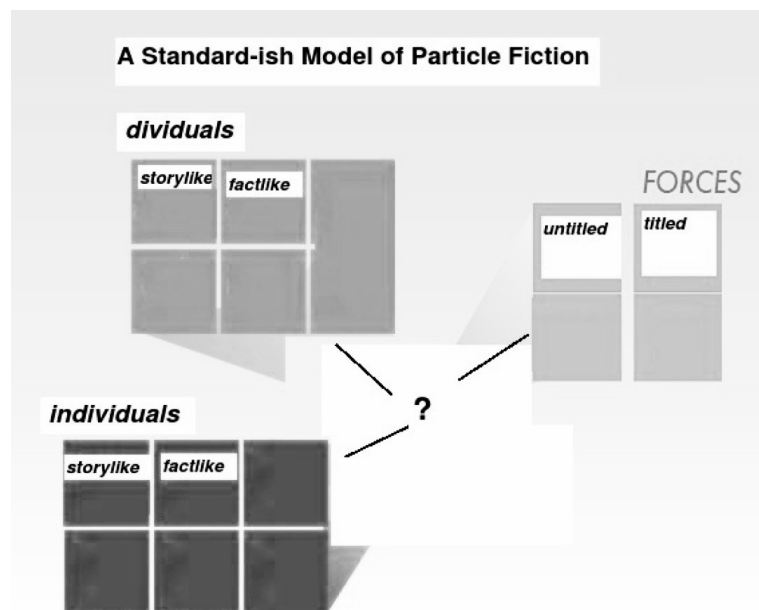 A Standard-ish Model of Particle Fiction
dividuals
storylike
factlike
FORCES
untitled
titled
?
individuals
storylike
factlike